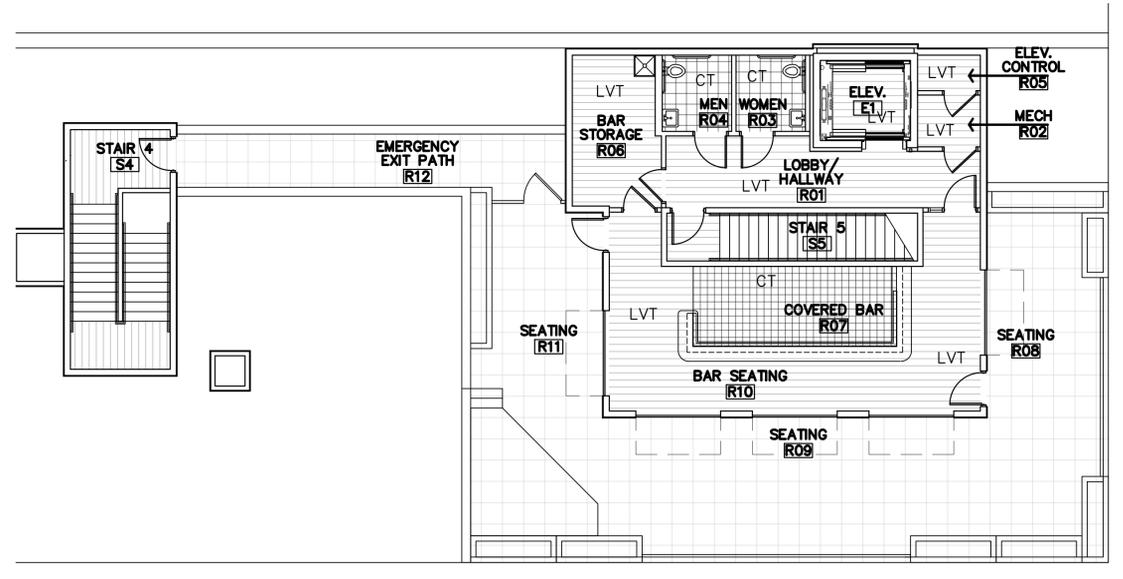 ELEV.
CONTROL
R05
LVT
LVT
CT
CT
ELEV.
E1
LVT
MEN
R04
WOMEN
R03
MECH
R02
LVT
BAR
STORAGE
R06
STAIR 4
S4
EMERGENCY
EXIT PATH
R12
LOBBY/
HALLWAY
R01
LVT
STAIR 5
S5
CT
COVERED BAR
R07
LVT
SEATING
R11
SEATING
R08
LVT
BAR SEATING
R10
SEATING
R09